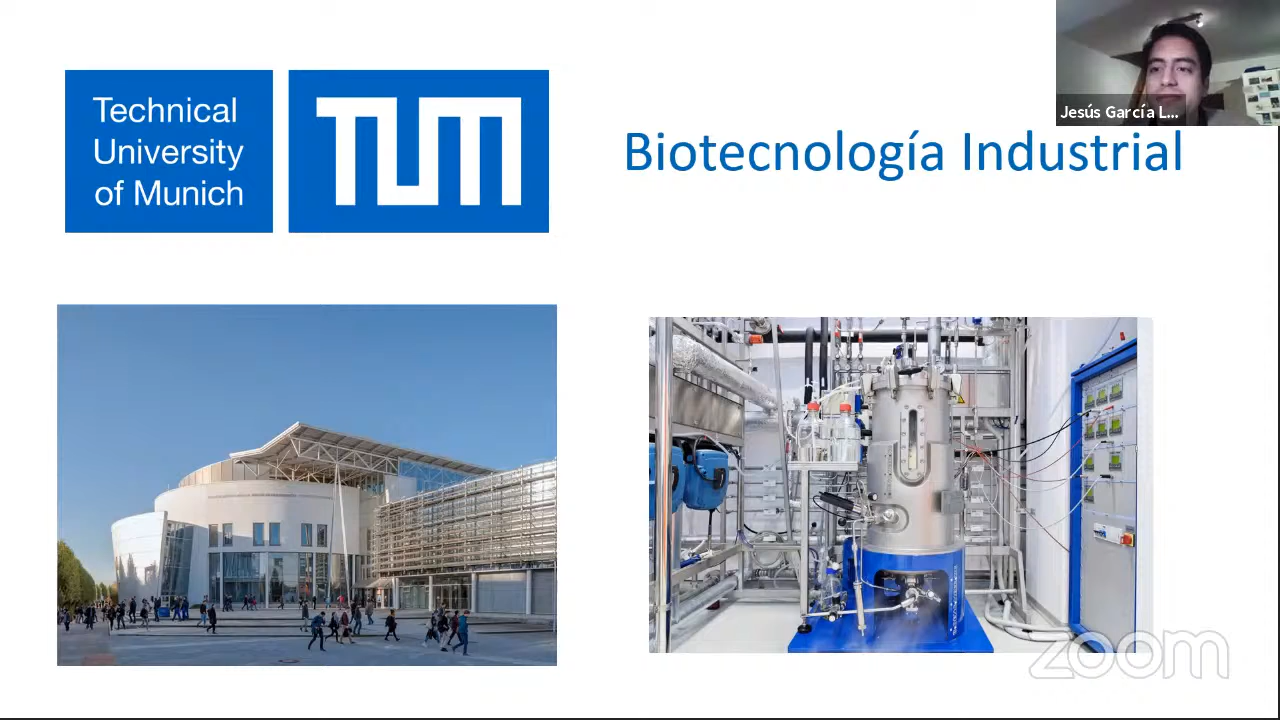 Technical
University
of Munich
TUM
Biotecnología Industrial
Jesús García L...
zoom